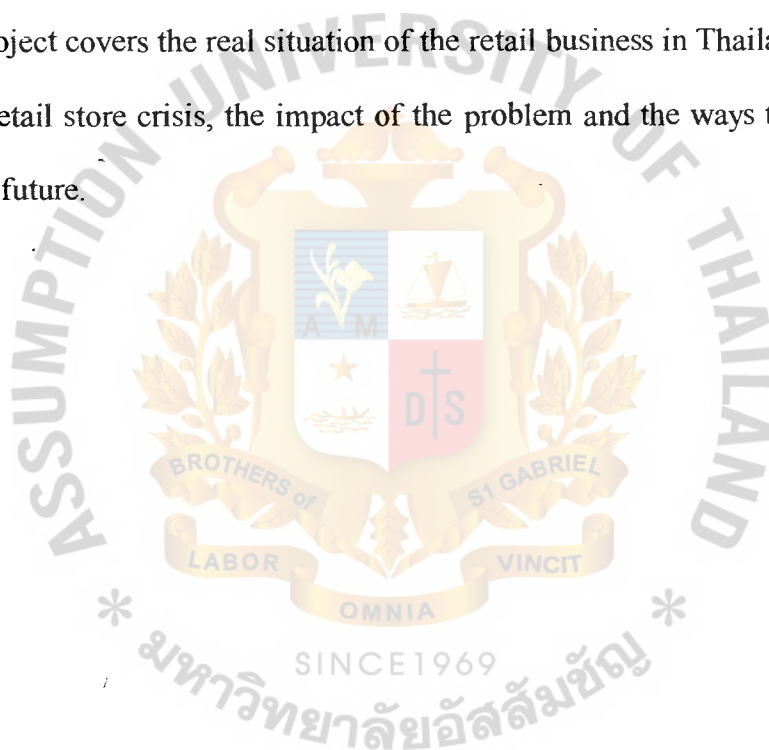 oject covers the real situation of the retail business in Thaila
etail store crisis, the impact of the problem and the ways t
future.
ASSUMPTION UNIVERSITY OF THAILAND
A M
D S
BROTHERS of ST GABRIEL
LABOR OMNIA VINCIT
SINCE1969
มหาวิทยาลัยอัสสัมชัญ